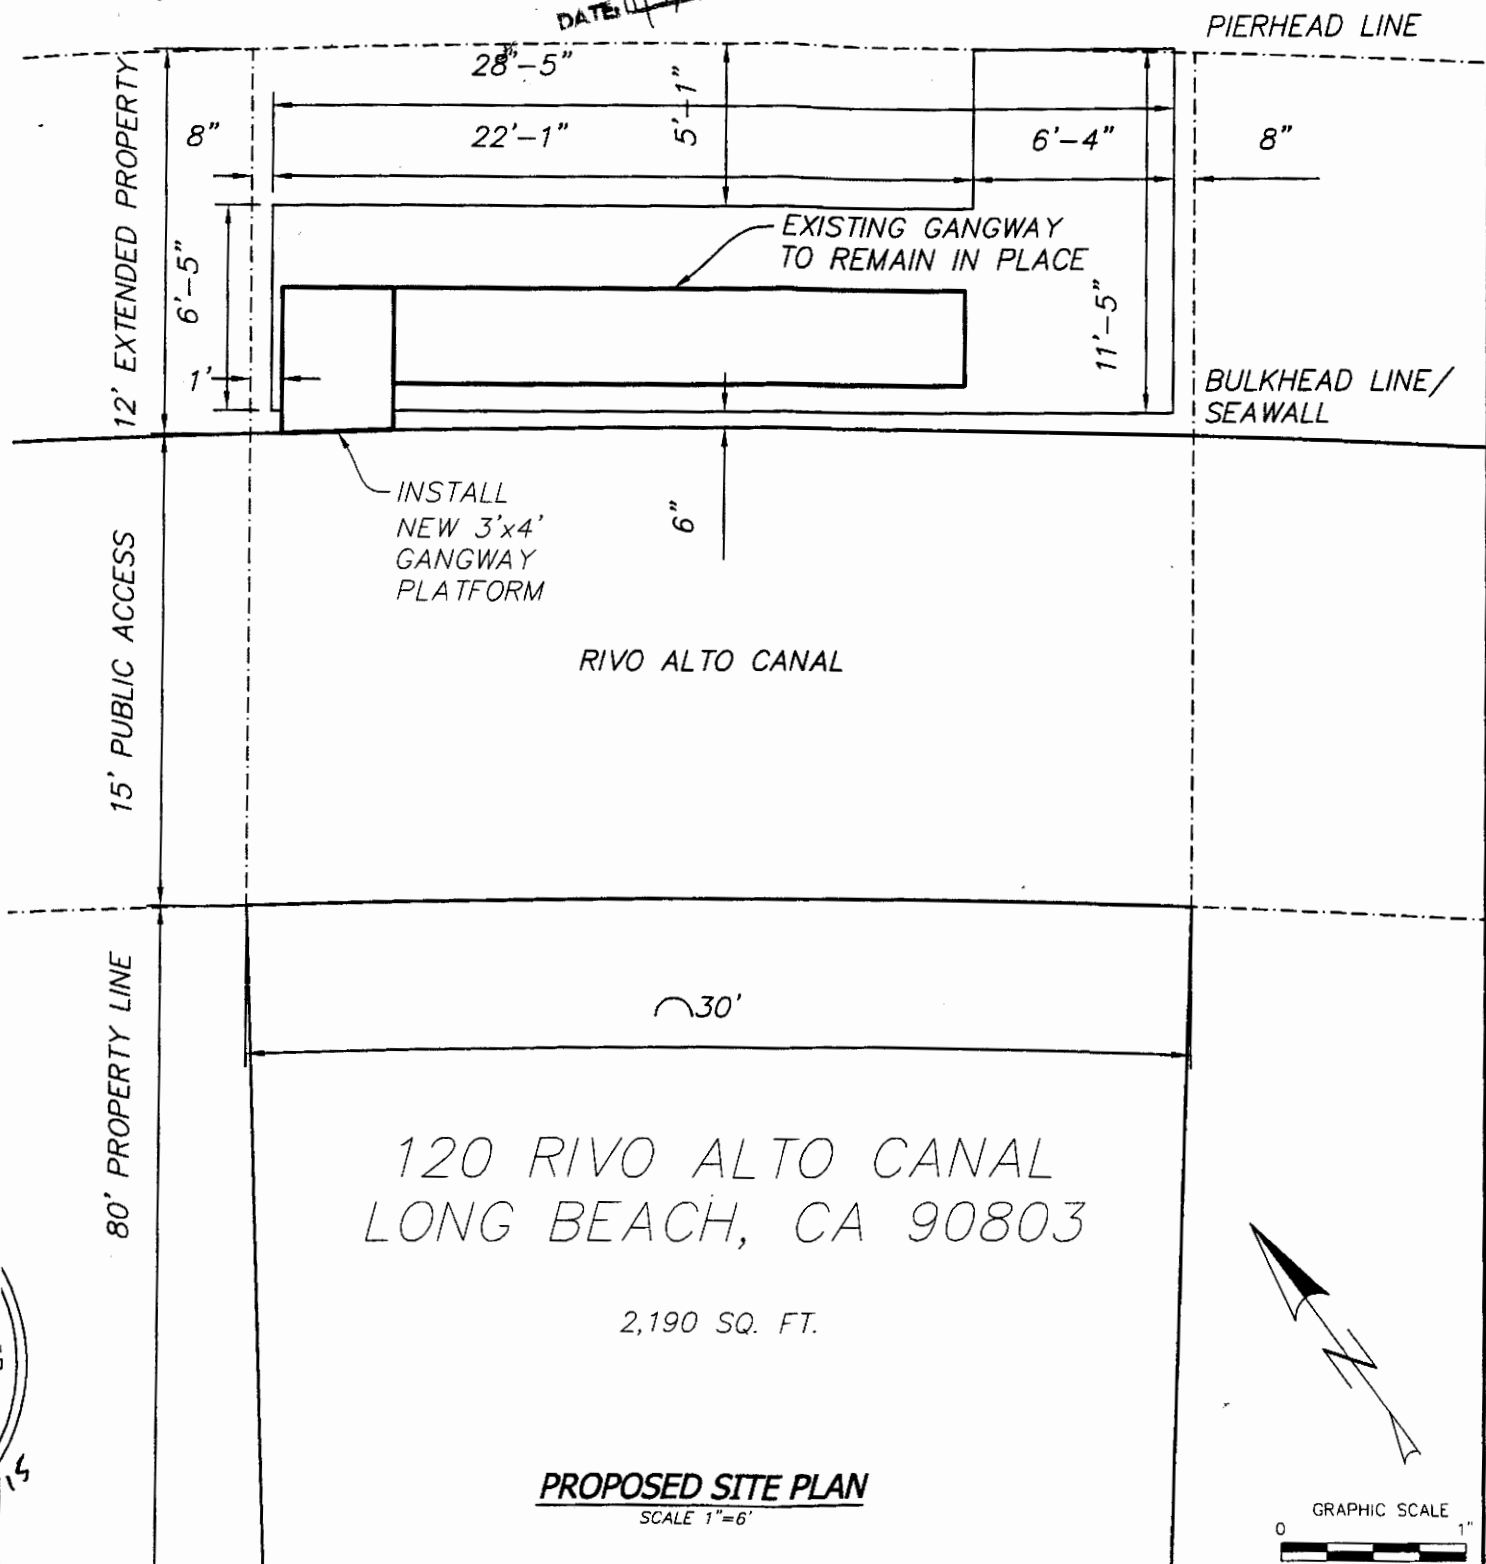 DATE:
PIERHEAD LINE
28'-5"
8"
22'-1"
5'-1"
6'-4"
8"
12' EXTENDED PROPERTY
6'-5"
EXISTING GANGWAY
TO REMAIN IN PLACE
11'-5"
1'
BULKHEAD LINE/
SEAWALL
INSTALL
NEW 3'x4'
GANGWAY
PLATFORM
6"
15' PUBLIC ACCESS
RIVO ALTO CANAL
80' PROPERTY LINE
30'
120 RIVO ALTO CANAL
LONG BEACH, CA 90803
2,190 SQ. FT.
N
PROPOSED SITE PLAN
SCALE 1"=6'
GRAPHIC SCALE
0 1"